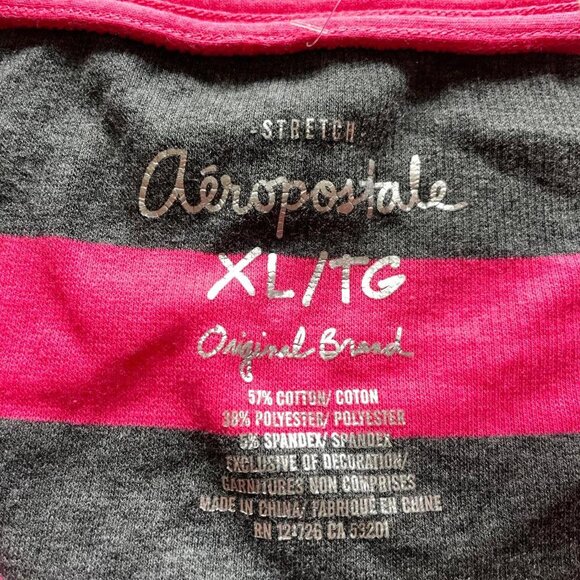 -STRETCH-
aéropostale
XL/TG
Original Brand
57% COTTON/ COTON
38% POLYESTER/ POLYESTER
5% SPANDEX/ SPANDEX
EXCLUSIVE OF DECORATION/
GARNITURES NON COMPRISES
MADE IN CHINA/ FABRIQUÉ EN CHINE
RN 121726 CA 53201